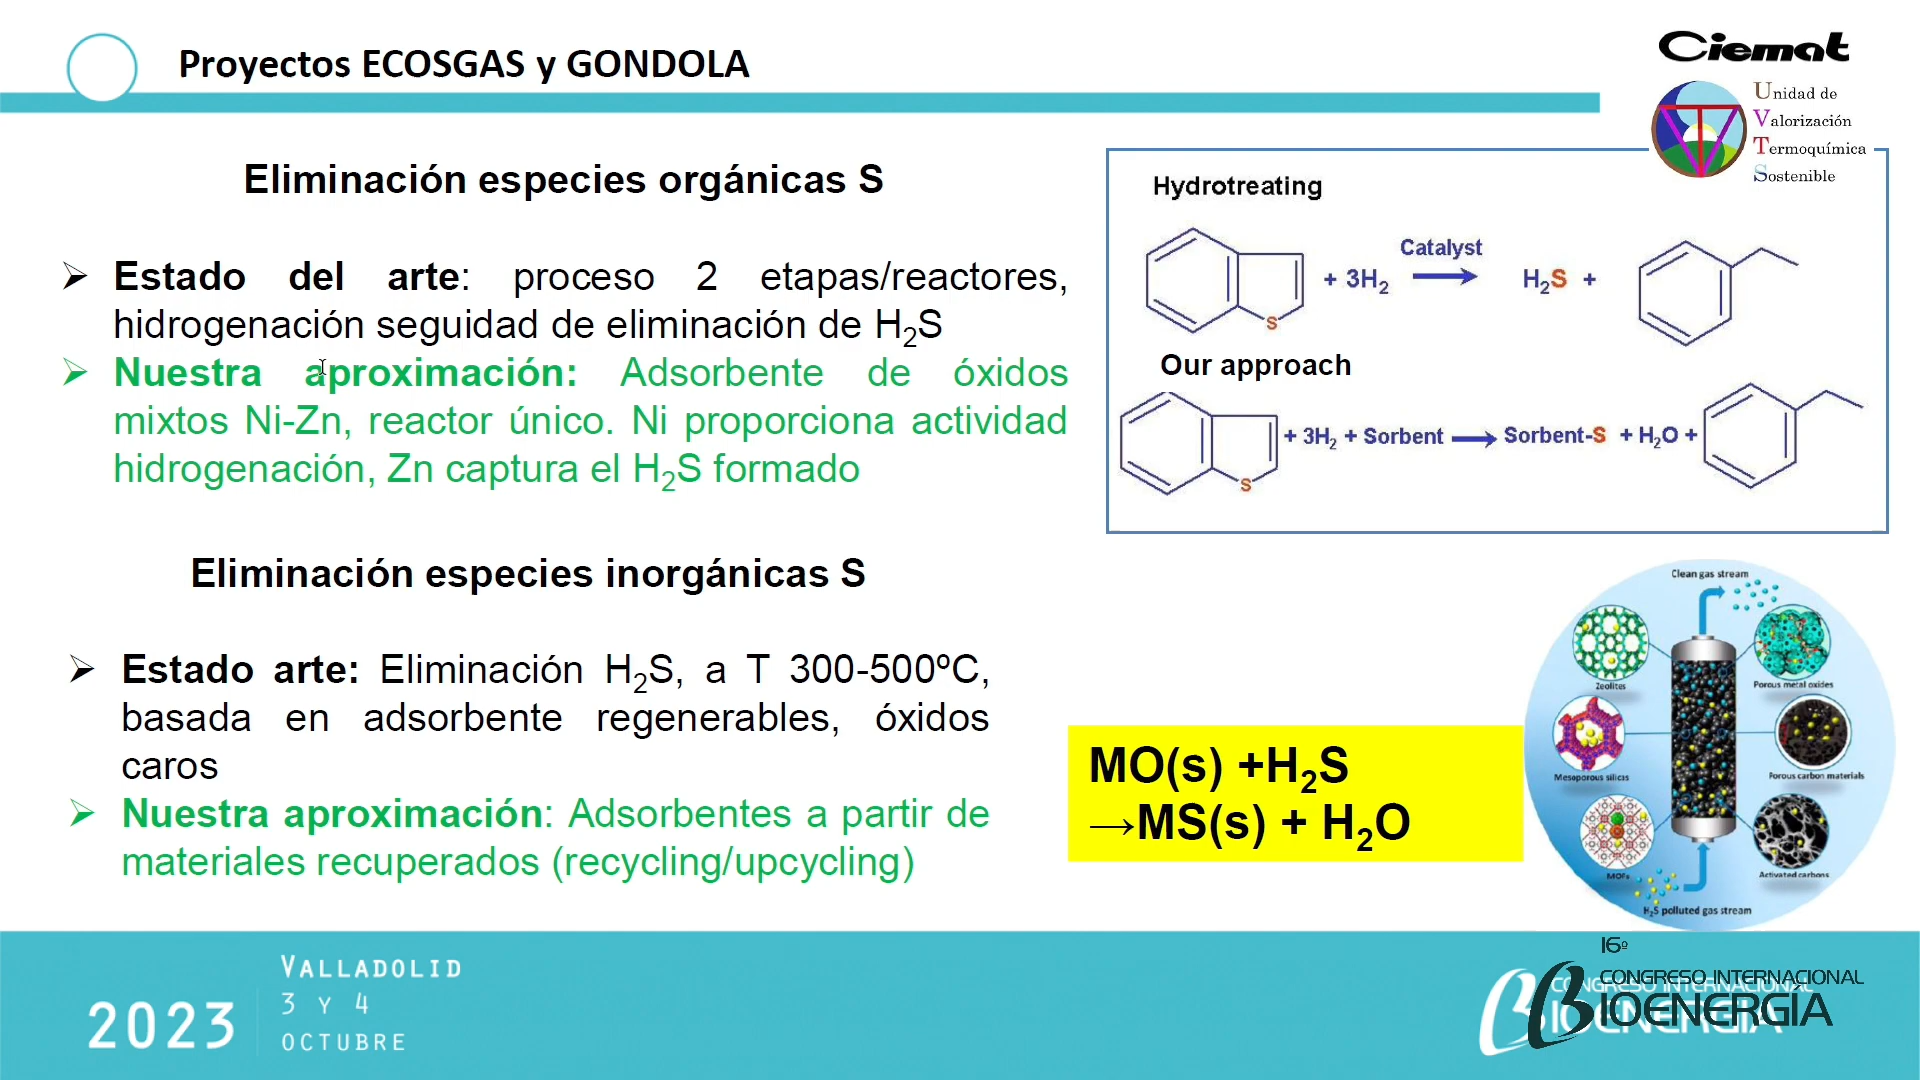 Proyectos ECOSGAS y GONDOLA
Ciemat
Unidad de
Valorización
Termoquímica
Sostenible
Eliminación especies orgánicas S
Estado del arte: proceso 2 etapas/reactores,
hidrogenación seguidad de eliminación de H₂S
Nuestra aproximación: Adsorbente de óxidos
mixtos Ni-Zn, reactor único. Ni proporciona actividad
hidrogenación, Zn captura el H₂S formado
Hydrotreating
Catalyst
S
+ 3H₂
H₂S +
Our approach
S
+ 3H₂ + Sorbent
Sorbent-S + H₂O +
Eliminación especies inorgánicas S
Estado arte: Eliminación H₂S, a T 300-500ºC,
basada en adsorbente regenerables, óxidos
caros
Nuestra aproximación: Adsorbentes a partir de
materiales recuperados (recycling/upcycling)
MO(s) +H₂S
→MS(s) + H₂O
Clean gas stream
Zeolites
Porous metal oxides
Mesoporous silicas
Porous carbon materials
MOFs
Activated carbons
H₂S polluted gas stream
2023
VALLADOLID
3 Y 4
OCTUBRE
16º
CONGRESO INTERNACIONAL
BIOENERGÍA
CONGRESO INTERNACIONAL
BIOENERGÍA